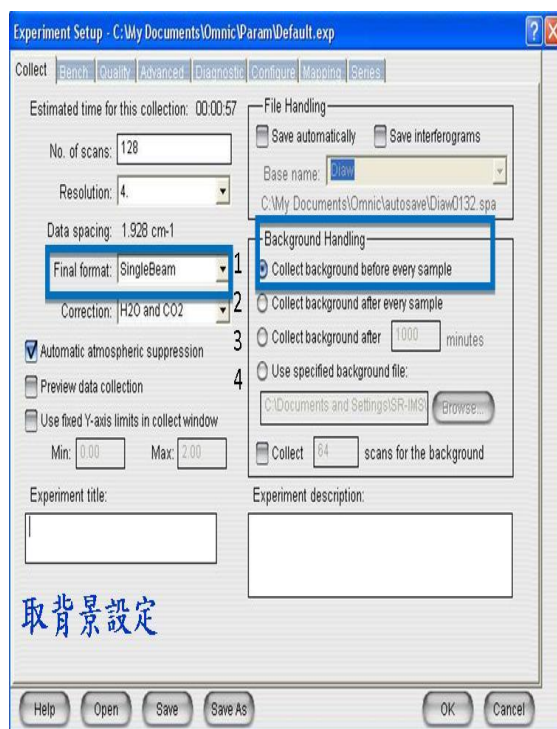 Experiment Setup - C:\My Documents\Omnic\Param\Default.exp
Collect Bench Quality Advanced Diagnostic Configure Mapping Series
Estimated time for this collection: 00:00:57
No. of scans: 128
Resolution: 4.
Data spacing: 1.928 cm-1
Final format: SingleBeam
Correction: H2O and CO2
Automatic atmospheric suppression
Preview data collection
Use fixed Y-axis limits in collect window
Min: 0.00 Max: 2.00
File Handling
Save automatically Save interferograms
Base name: Diaw
C:\My Documents\Omnic\autosave\Diaw0132.spa
Background Handling
1 Collect background before every sample
2 Collect background after every sample
3 Collect background after 1000 minutes
4 Use specified background file:
C:\Documents and Settings\SR-IMS\ Browse...
Collect 64 scans for the background
Experiment title:
Experiment description:
取背景設定
Help Open Save Save As OK Cancel